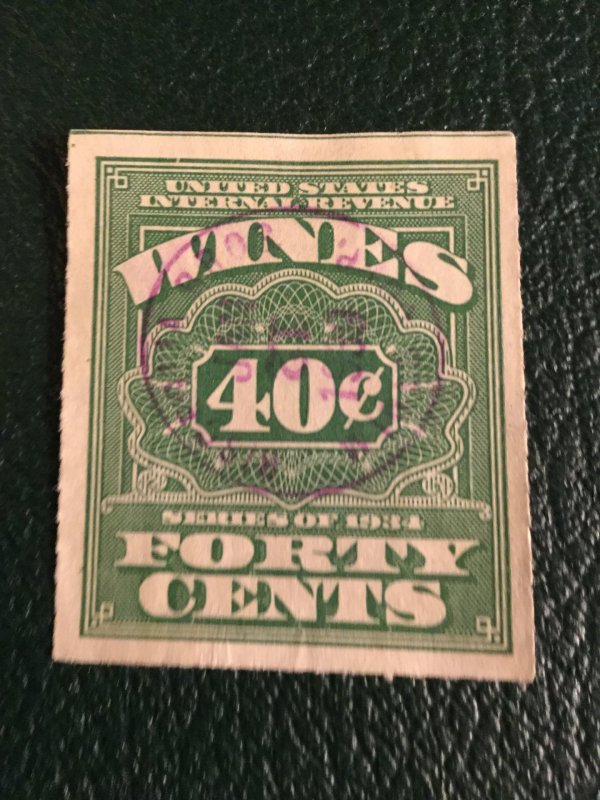 UNITED STATES
INTERNAL REVENUE
WINES
40¢
SERIES OF 1934
FORTY
CENTS